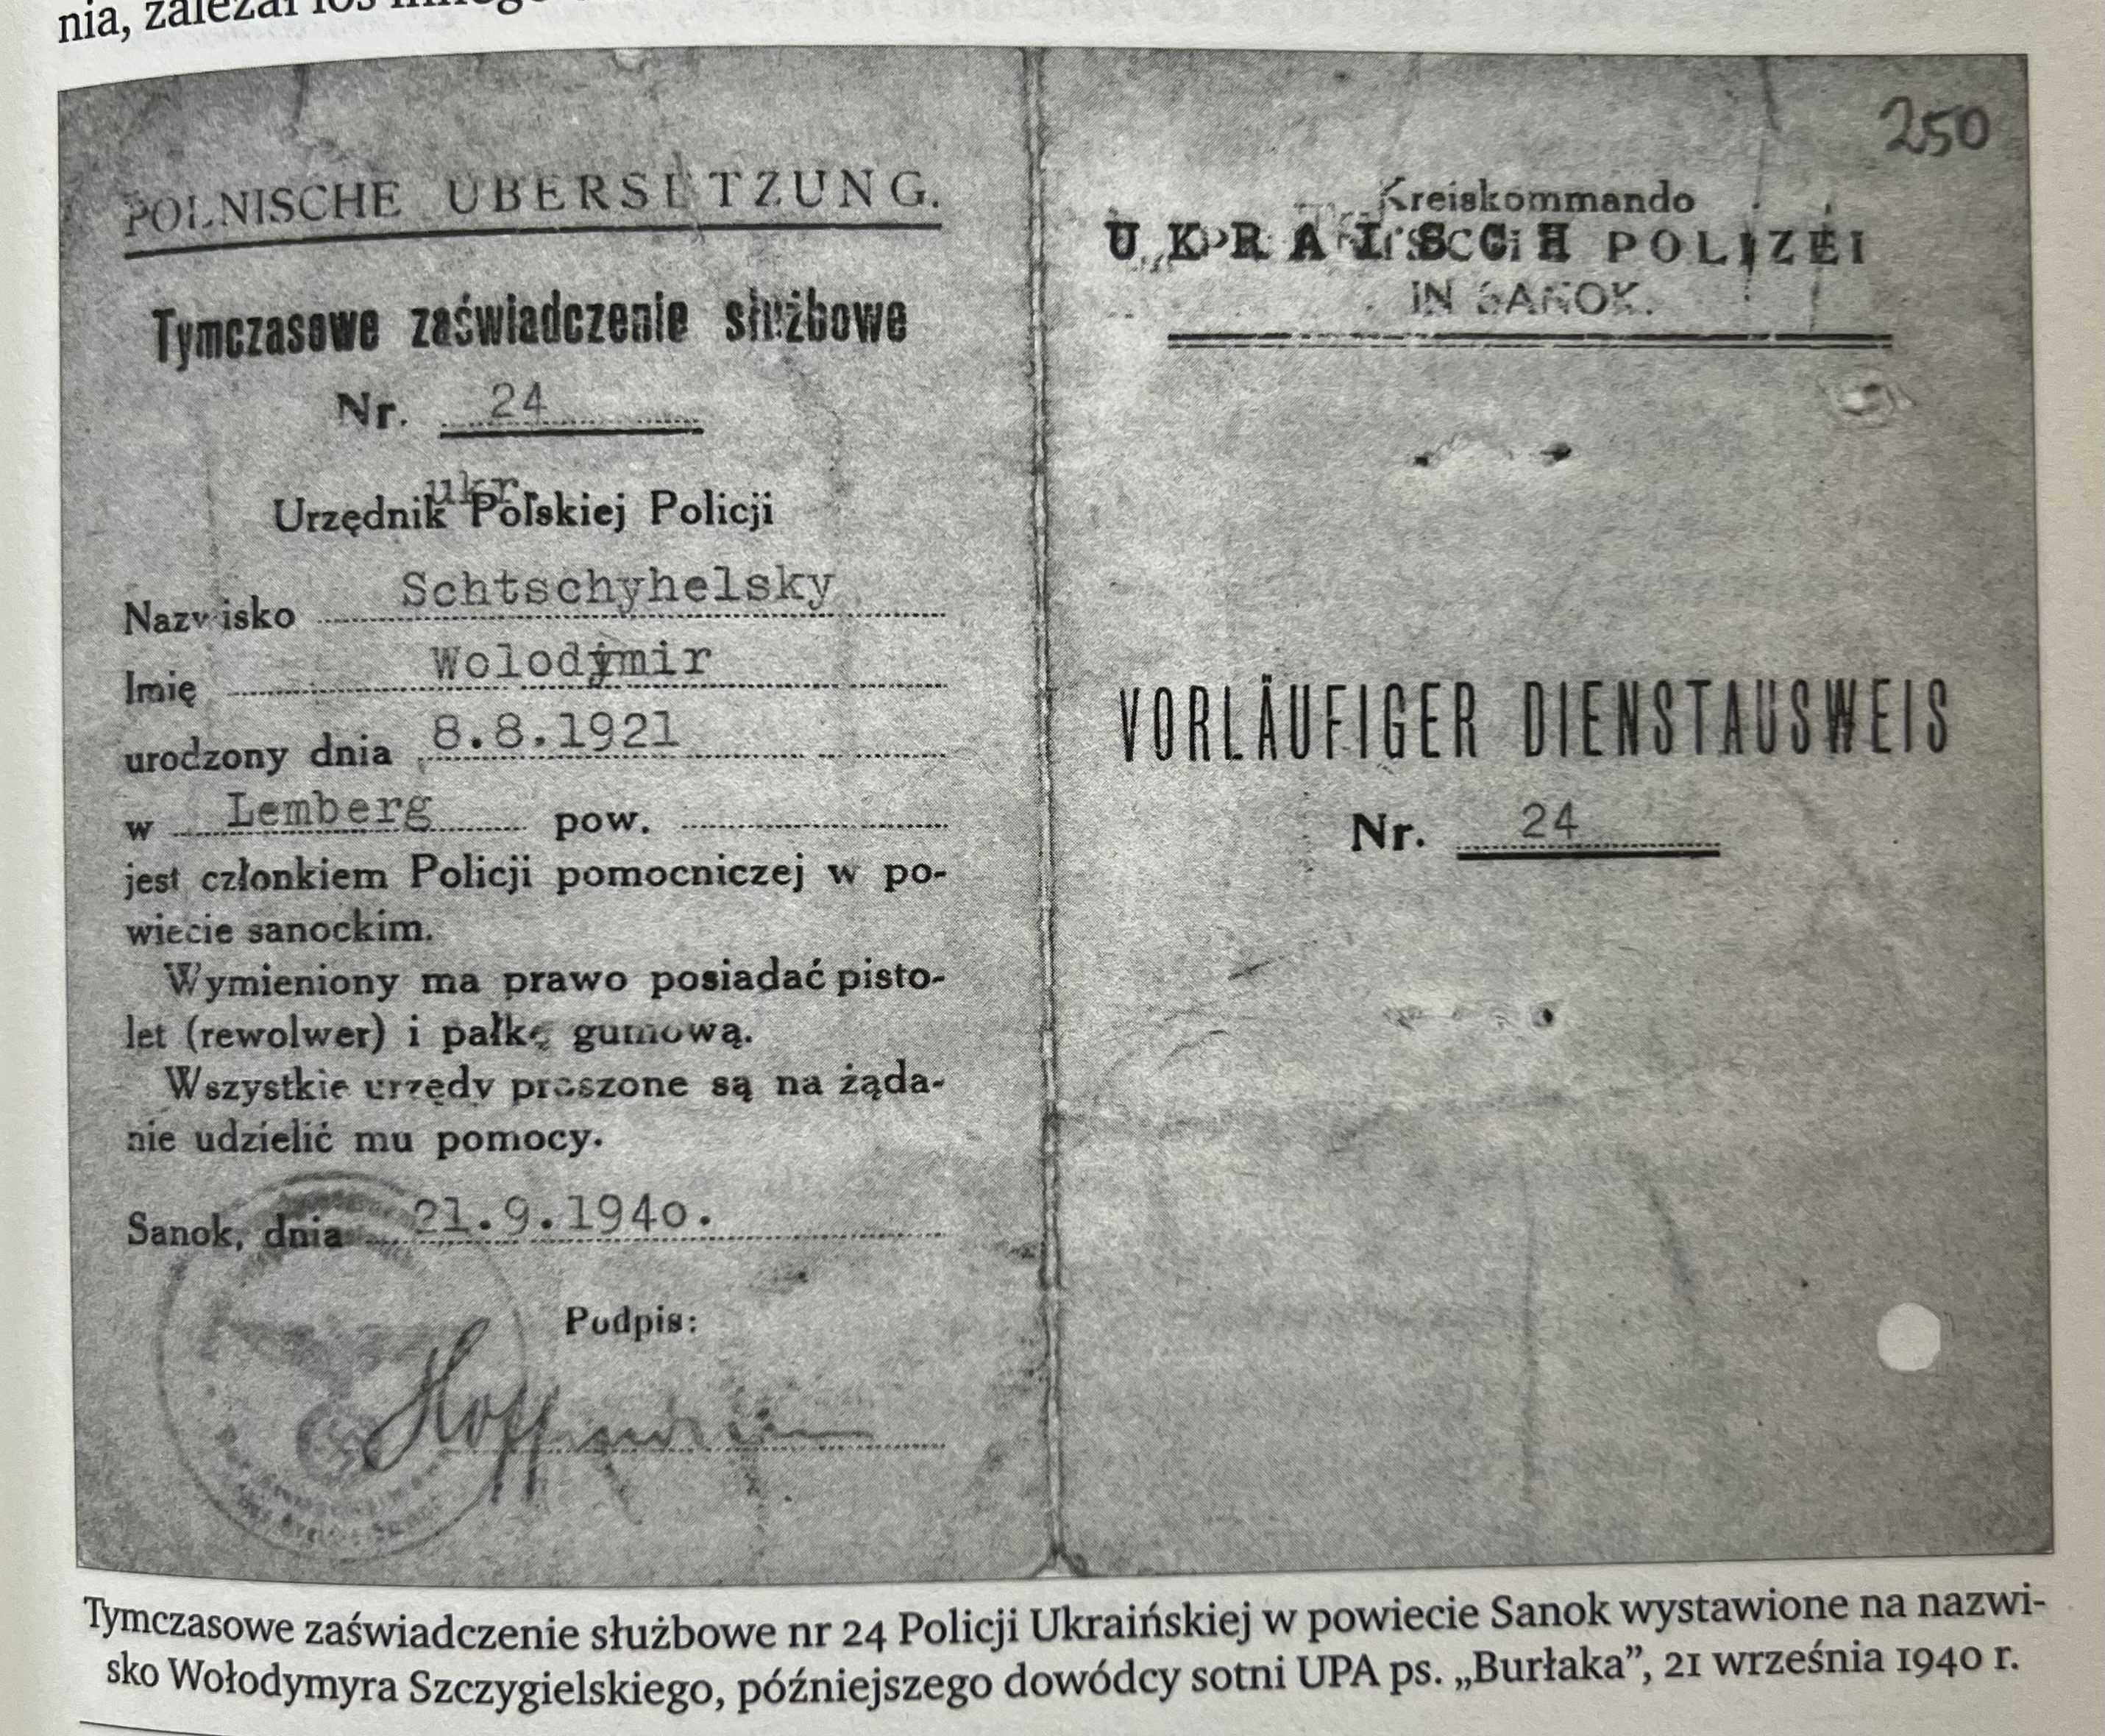 nia, zależał los
POLNISCHE UBERSETZUNG.
Tymczasowe zaświadczenie służbowe
Nr. 24
ukr.
Urzędnik Polskiej Policji
Nazwisko Schtschyhelsky
Imię Wolodymir
urodzony dnia 8.8.1921
w Lemberg pow.
jest członkiem Policji pomocniczej w po-
wiecie sanockim.
Wymieniony ma prawo posiadać pisto-
let (rewolwer) i pałkę gumową.
Wszystkie urzędy proszone są na żąda-
nie udzielić mu pomocy.
Sanok, dnia 21.9.1940.
Podpis:
250
Kreiskommando
POLIZEI
IN SANOK.
VORLÄUFIGER DIENSTAUSWEIS
Nr. 24
Tymczasowe zaświadczenie służbowe nr 24 Policji Ukraińskiej w powiecie Sanok wystawione na nazwi-
sko Wołodymyra Szczygielskiego, późniejszego dowódcy sotni UPA ps. „Burłaka”, 21 września 1940 r.